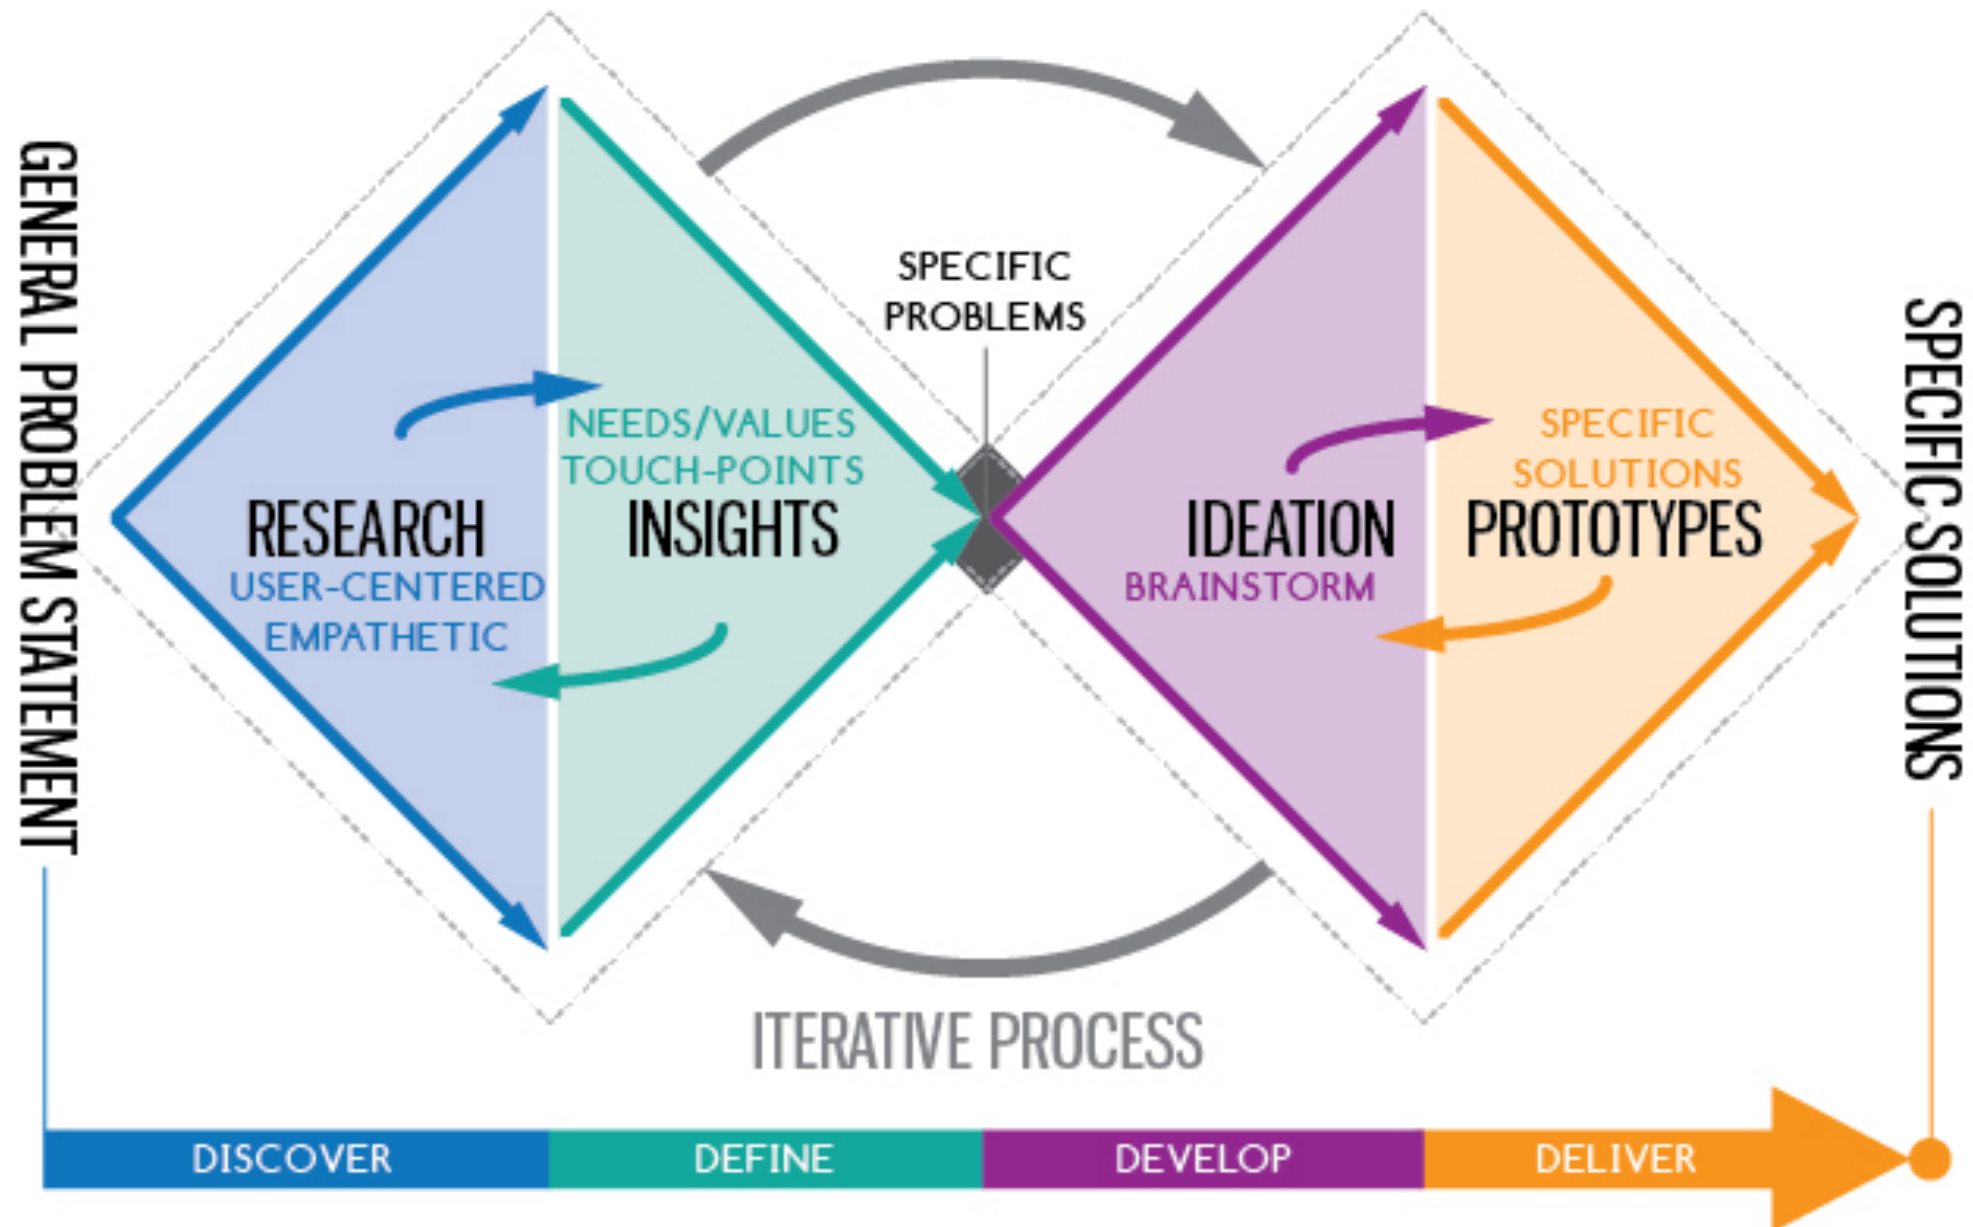 GENERAL PROBLEM STATEMENT
SPECIFIC
PROBLEMS
NEEDS/VALUES
TOUCH-POINTS
RESEARCH
USER-CENTERED
EMPATHETIC
INSIGHTS
IDEATION
BRAINSTORM
SPECIFIC
SOLUTIONS
PROTOTYPES
SPECIFIC SOLUTIONS
ITERATIVE PROCESS
DISCOVER
DEFINE
DEVELOP
DELIVER